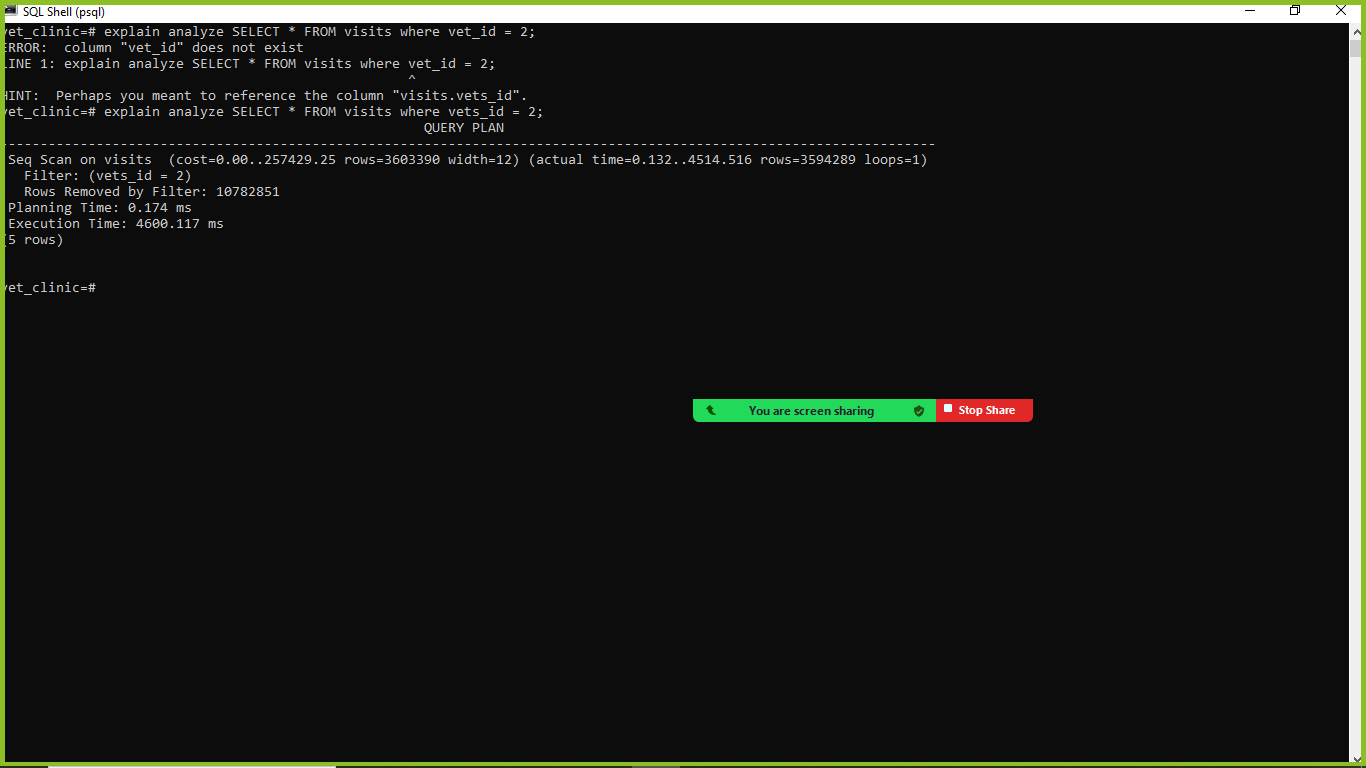 SQL Shell (psql)
vet_clinic=# explain analyze SELECT * FROM visits where vet_id = 2;
ERROR:  column "vet_id" does not exist
LINE 1: explain analyze SELECT * FROM visits where vet_id = 2;
^
HINT:  Perhaps you meant to reference the column "visits.vets_id".
vet_clinic=# explain analyze SELECT * FROM visits where vets_id = 2;
QUERY PLAN
---------------------------------------------------------------------------------------------------------------------
Seq Scan on visits  (cost=0.00..257429.25 rows=3603390 width=12) (actual time=0.132..4514.516 rows=3594289 loops=1)
Filter: (vets_id = 2)
Rows Removed by Filter: 10782851
Planning Time: 0.174 ms
Execution Time: 4600.117 ms
(5 rows)
vet_clinic=#
You are screen sharing
Stop Share